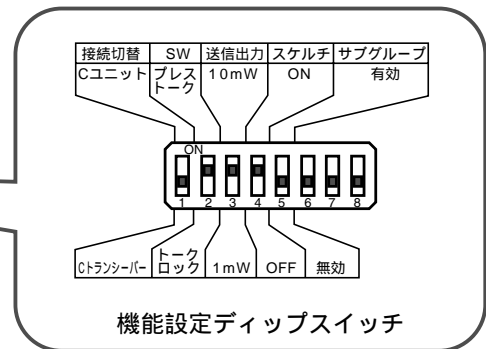 接続切替 SW 送信出力 スケルチ サブグループ
Cユニット プレストーク 10mW ON 有効
ON
1 2 3 4 5 6 7 8
Cトランシーバー トークロック 1mW OFF 無効
機能設定ディップスイッチ